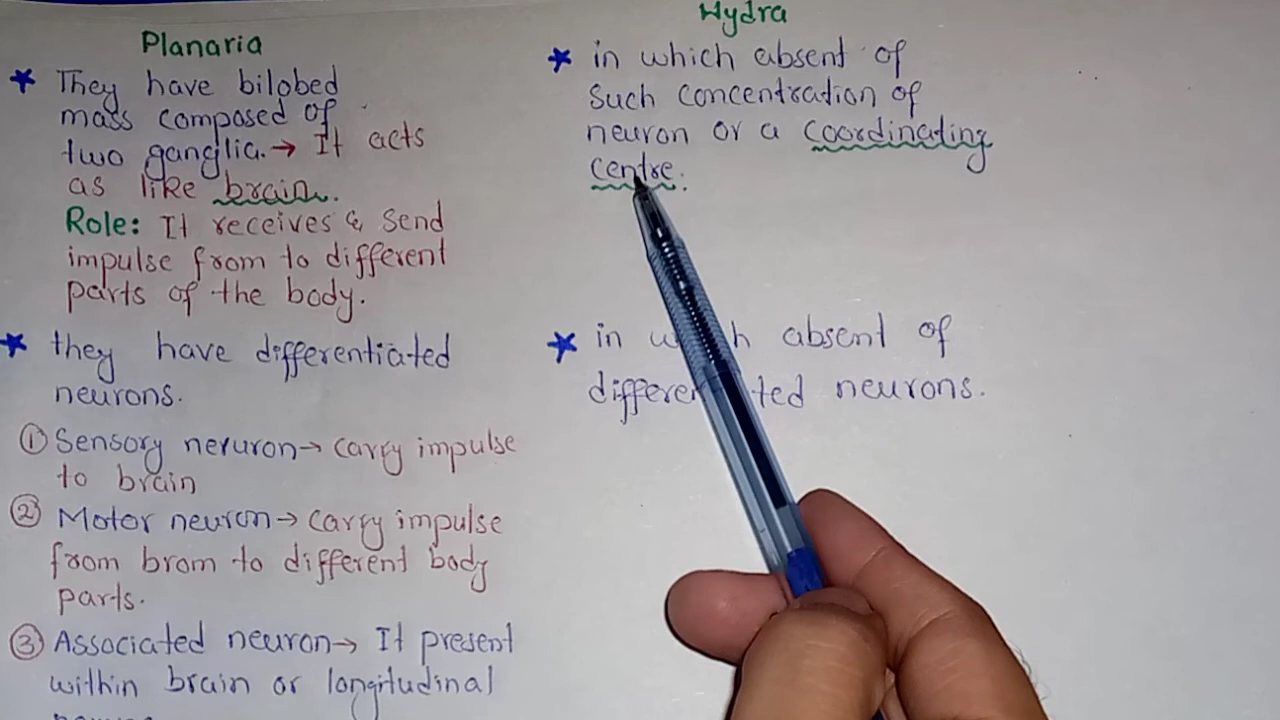 Planaria
★ They have bilobed
mass composed of
two ganglia. → It acts
as like brain.
Role: It receives & send
impulse from to different
parts of the body.
★ they have differentiated
neurons.
① Sensory neruron → carry impulse
to brain
② Motor neuron → carry impulse
from brom to different body
parts.
③ Associated neuron → It present
within brain or longitudinal
Hydra
★ in which absent of
Such concentration of
neuron or a coordinating
centre.
★ in absent of
neurons.